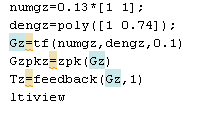 numgz=0.13*[1 1];
dengz=poly([1 0.74]);
Gz=tf(numgz,dengz,0.1)
Gzpkz=zpk(Gz)
Tz=feedback(Gz,1)
ltiview